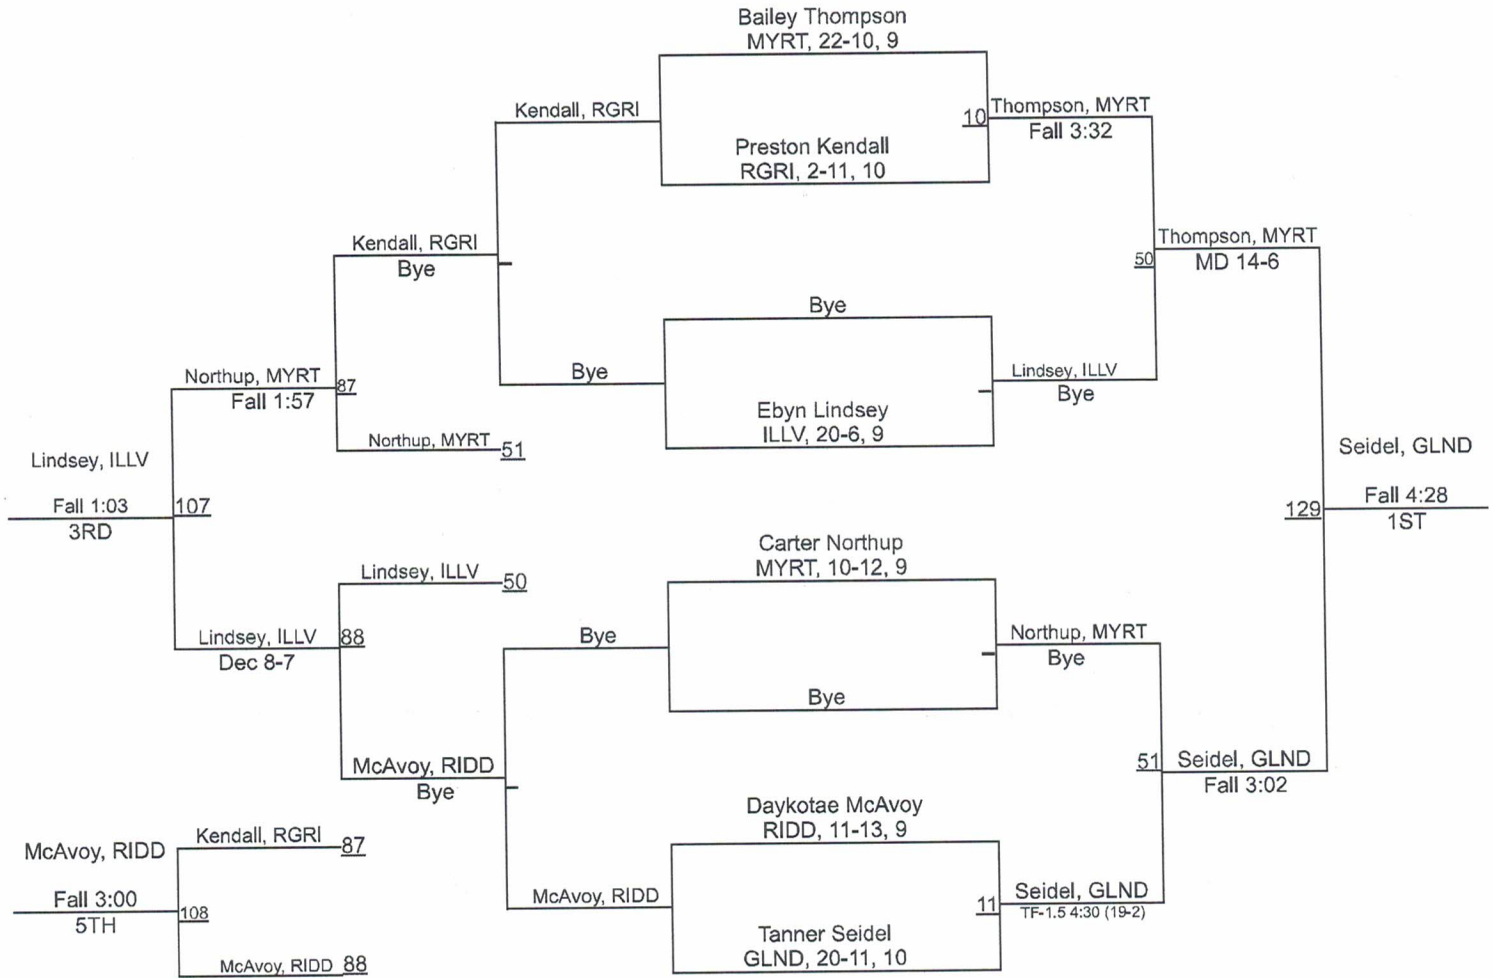 Bailey Thompson
MYRT, 22-10, 9
Kendall, RGRI
10
Thompson, MYRT
Fall 3:32
Preston Kendall
RGRI, 2-11, 10
Kendall, RGRI
Bye
Thompson, MYRT
50
MD 14-6
Bye
Northup, MYRT
87
Fall 1:57
Bye
Lindsey, ILLV
Bye
Ebyn Lindsey
ILLV, 20-6, 9
Northup, MYRT
51
Lindsey, ILLV
Fall 1:03
107
3RD
Seidel, GLND
129
Fall 4:28
1ST
Carter Northup
MYRT, 10-12, 9
Lindsey, ILLV
50
Lindsey, ILLV
88
Dec 8-7
Bye
Northup, MYRT
Bye
Bye
McAvoy, RIDD
Bye
51
Seidel, GLND
Fall 3:02
Daykotae McAvoy
RIDD, 11-13, 9
McAvoy, RIDD
Kendall, RGRI
87
Fall 3:00
108
5TH
McAvoy, RIDD
11
Seidel, GLND
TF-1.5 4:30 (19-2)
Tanner Seidel
GLND, 20-11, 10
McAvoy, RIDD
88